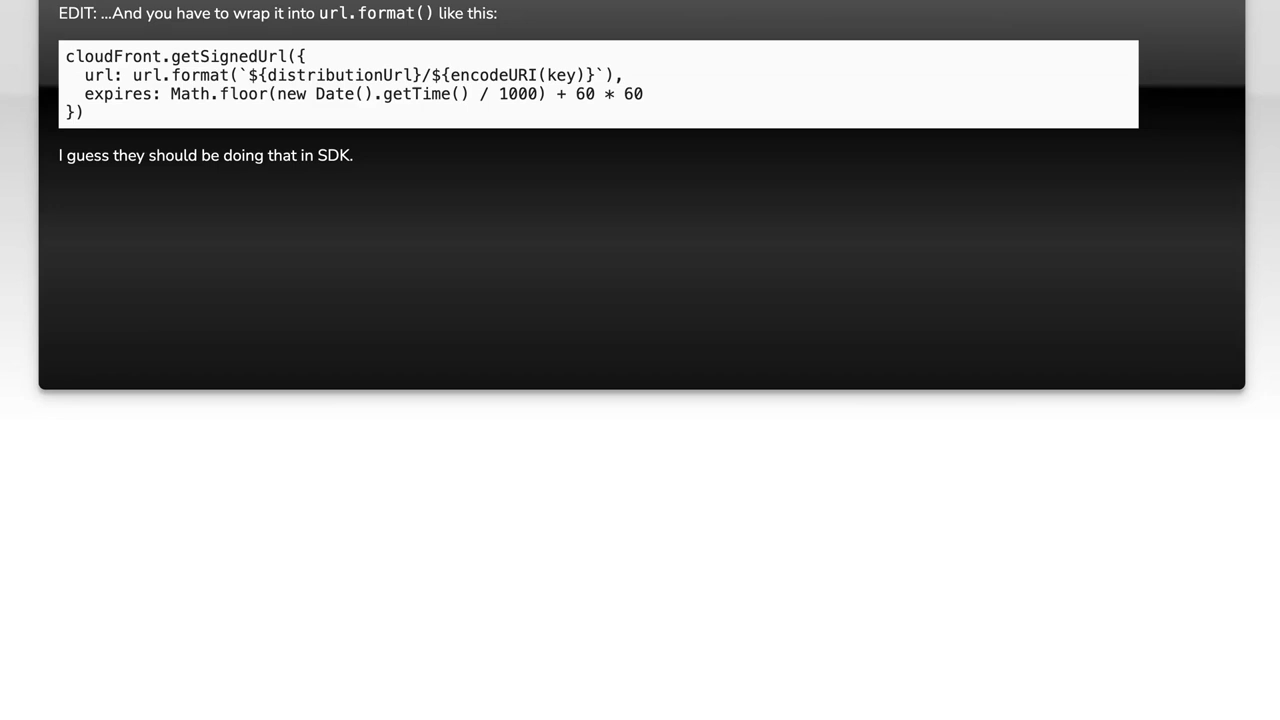 EDIT: ...And you have to wrap it into url.format() like this:
cloudFront.getSignedUrl({
  url: url.format(`${distributionUrl}/${encodeURI(key)}`),
  expires: Math.floor(new Date().getTime() / 1000) + 60 * 60
})
I guess they should be doing that in SDK.